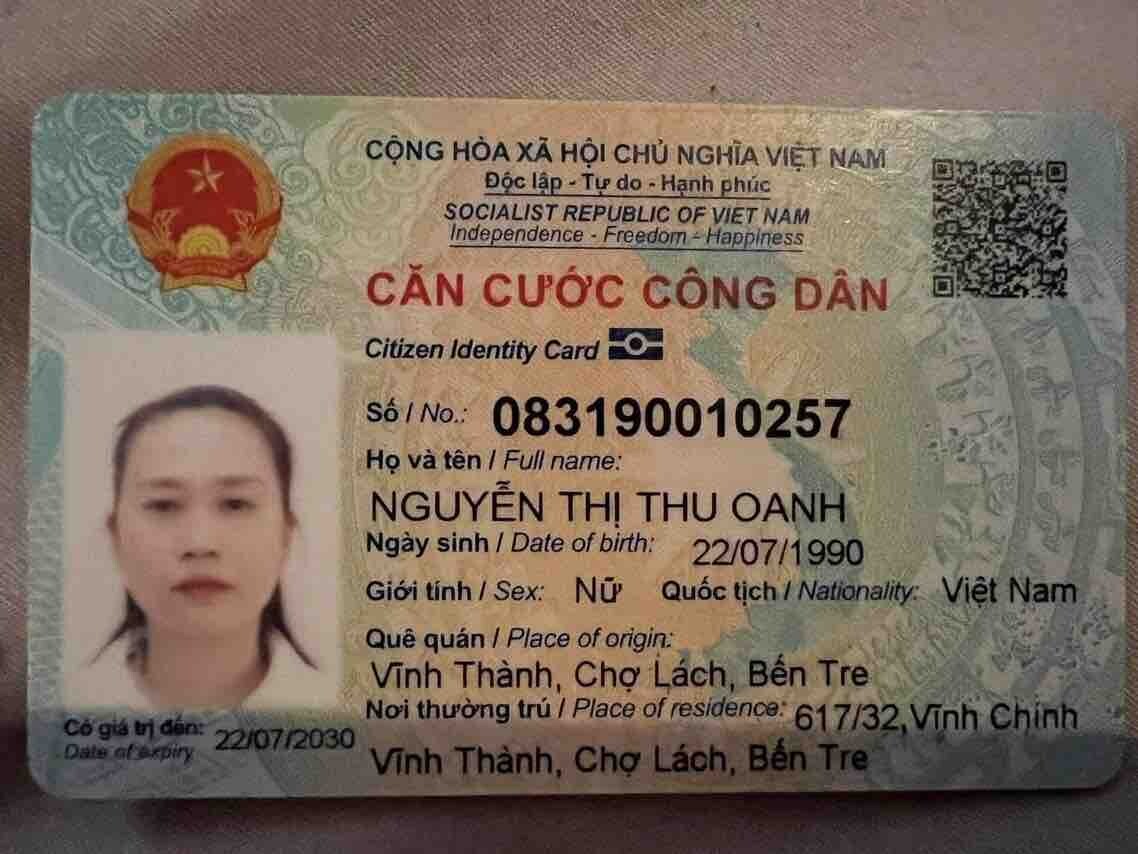 CỘNG HÒA XÃ HỘI CHỦ NGHĨA VIỆT NAM
Độc lập - Tự do - Hạnh phúc
SOCIALIST REPUBLIC OF VIET NAM
Independence - Freedom - Happiness
CĂN CƯỚC CÔNG DÂN
Citizen Identity Card
Số / No.: 083190010257
Họ và tên / Full name:
NGUYỄN THỊ THU OANH
Ngày sinh / Date of birth: 22/07/1990
Giới tính / Sex: Nữ Quốc tịch / Nationality: Việt Nam
Quê quán / Place of origin:
Vĩnh Thành, Chợ Lách, Bến Tre
Nơi thường trú / Place of residence: 617/32,Vĩnh Chính
Vĩnh Thành, Chợ Lách, Bến Tre
Có giá trị đến: 22/07/2030
Date of expiry